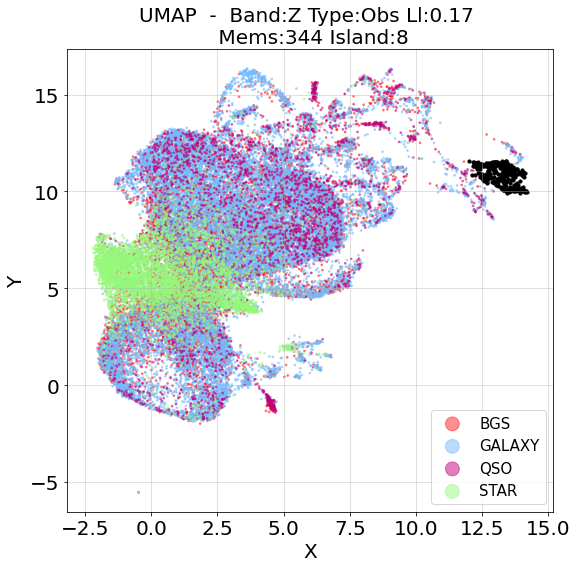 UMAP - Band:Z Type:Obs Ll:0.17
Mems:344 Island:8
15
10
5
0
−5
Y
−2.5 0.0 2.5 5.0 7.5 10.0 12.5 15.0
X
BGS
GALAXY
QSO
STAR